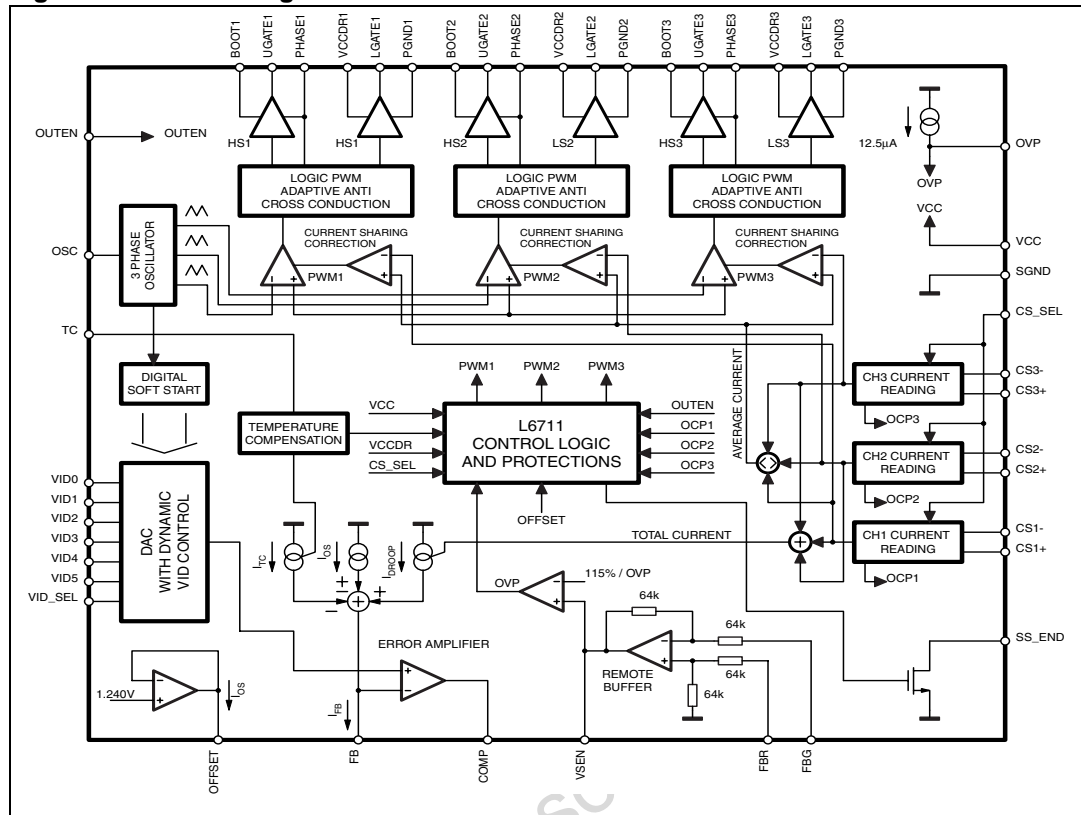 BOOT1
UGATE1
PHASE1
VCCDR1
LGATE1
PGND1
BOOT2
UGATE2
PHASE2
VCCDR2
LGATE2
PGND2
BOOT3
UGATE3
PHASE3
VCCDR3
LGATE3
PGND3
OUTEN
OUTEN
HS1
HS1
HS2
LS2
HS3
LS3
12.5µA
OVP
OVP
LOGIC PWM
ADAPTIVE ANTI
CROSS CONDUCTION
LOGIC PWM
ADAPTIVE ANTI
CROSS CONDUCTION
LOGIC PWM
ADAPTIVE ANTI
CROSS CONDUCTION
VCC
VCC
OSC
3 PHASE
OSCILLATOR
CURRENT SHARING
CORRECTION
CURRENT SHARING
CORRECTION
CURRENT SHARING
CORRECTION
PWM1
PWM2
PWM3
SGND
CS_SEL
TC
DIGITAL
SOFT START
PWM1
PWM2
PWM3
AVERAGE CURRENT
CH3 CURRENT
READING
CS3-
CS3+
OCP3
TEMPERATURE
COMPENSATION
VCC
VCCDR
CS_SEL
L6711
CONTROL LOGIC
AND PROTECTIONS
OUTEN
OCP1
OCP2
OCP3
CH2 CURRENT
READING
CS2-
CS2+
OCP2
OFFSET
VID0
VID1
VID2
VID3
VID4
VID5
VID_SEL
DAC
WITH DYNAMIC
VID CONTROL
TOTAL CURRENT
CH1 CURRENT
READING
CS1-
CS1+
OCP1
ITC
IOS
IDROOP
OVP
115% / OVP
64k
64k
64k
64k
REMOTE
BUFFER
ERROR AMPLIFIER
SS_END
1.240V
IOS
IFB
OFFSET
FB
COMP
VSEN
FBR
FBG